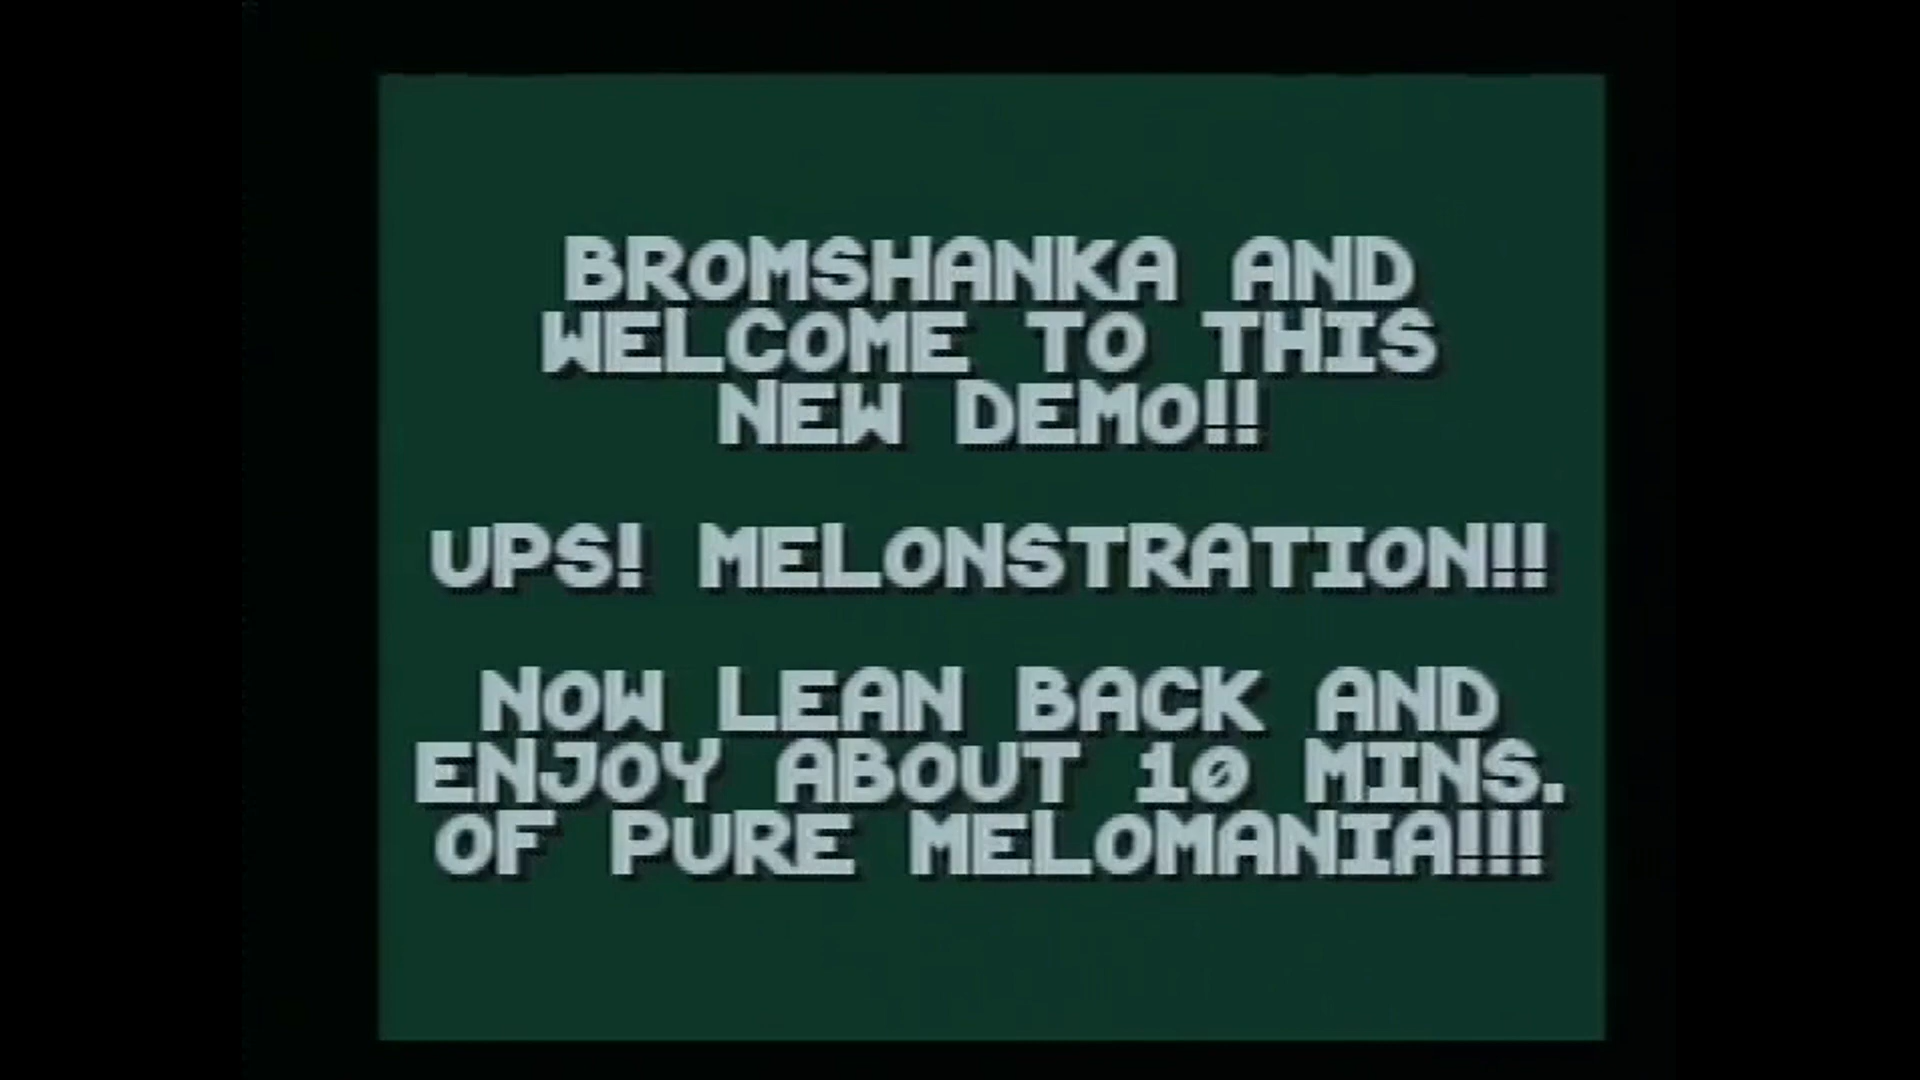 BROMSHANKA AND
WELCOME TO THIS
NEW DEMO!!
UPS! MELONSTRATION!!
NOW LEAN BACK AND
ENJOY ABOUT 10 MINS.
OF PURE MELOMANIA!!!